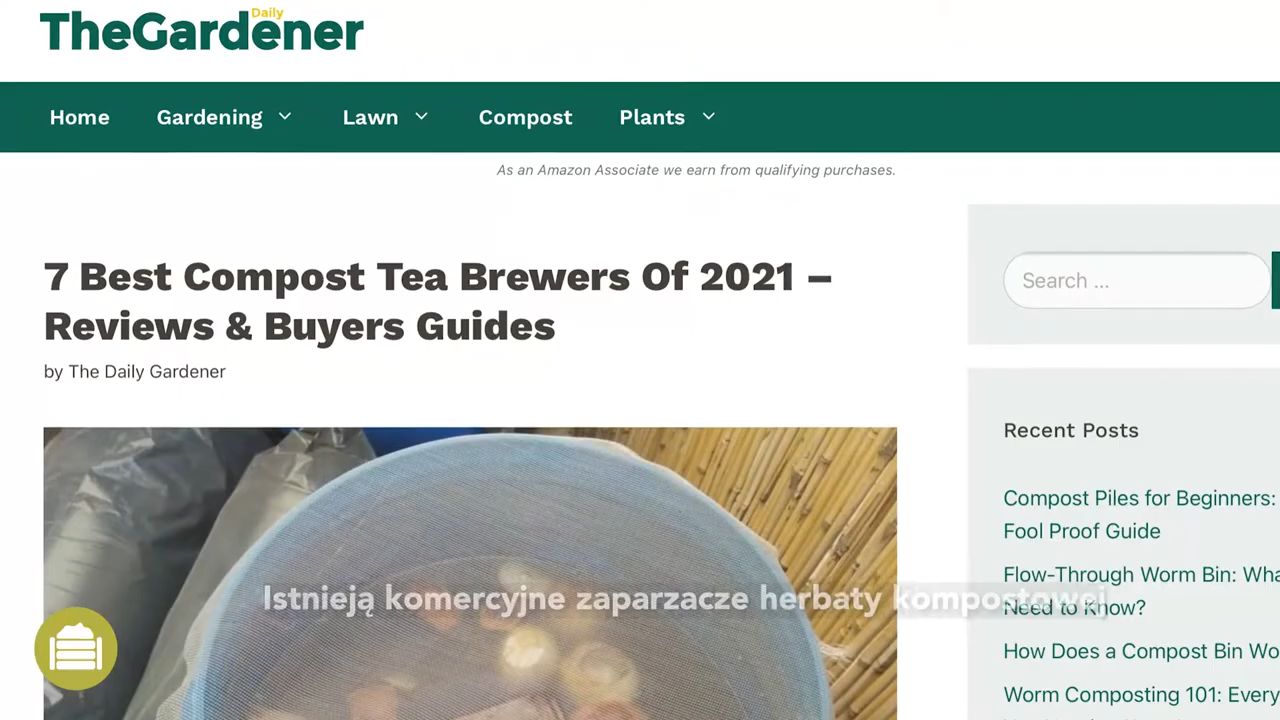 Daily
TheGardener
Home Gardening Lawn Compost Plants
As an Amazon Associate we earn from qualifying purchases.
7 Best Compost Tea Brewers Of 2021 –
Reviews & Buyers Guides
by The Daily Gardener
Search ...
Recent Posts
Compost Piles for Beginners:
Fool Proof Guide
Flow-Through Worm Bin:
Need to Know?
How Does a Compost Bin
Worm Composting 101:
Istnieją komercyjne zaparzacze herbaty kompostowej